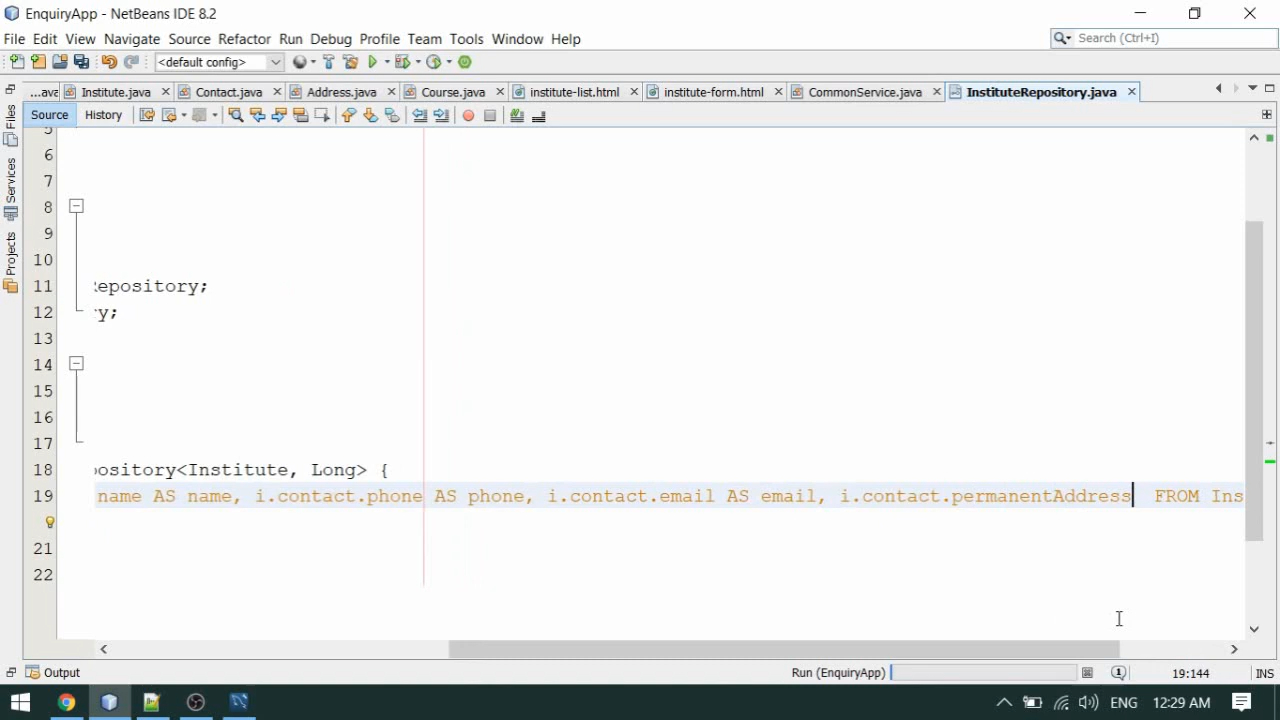 EnquiryApp - NetBeans IDE 8.2
File Edit View Navigate Source Refactor Run Debug Profile Team Tools Window Help
Search (Ctrl+I)
<default config>
...ava Institute.java Contact.java Address.java Course.java institute-list.html institute-form.html CommonService.java InstituteRepository.java
Source History
Files
Services
Projects
5
6
7
8
9
10
11 Repository;
12 ry;
13
14
15
16
17
18 pository<Institute, Long> {
19 name AS name, i.contact.phone AS phone, i.contact.email AS email, i.contact.permanentAddress FROM Ins
21
22
Output Run (EnquiryApp) 1 19:144 INS
ENG 12:29 AM